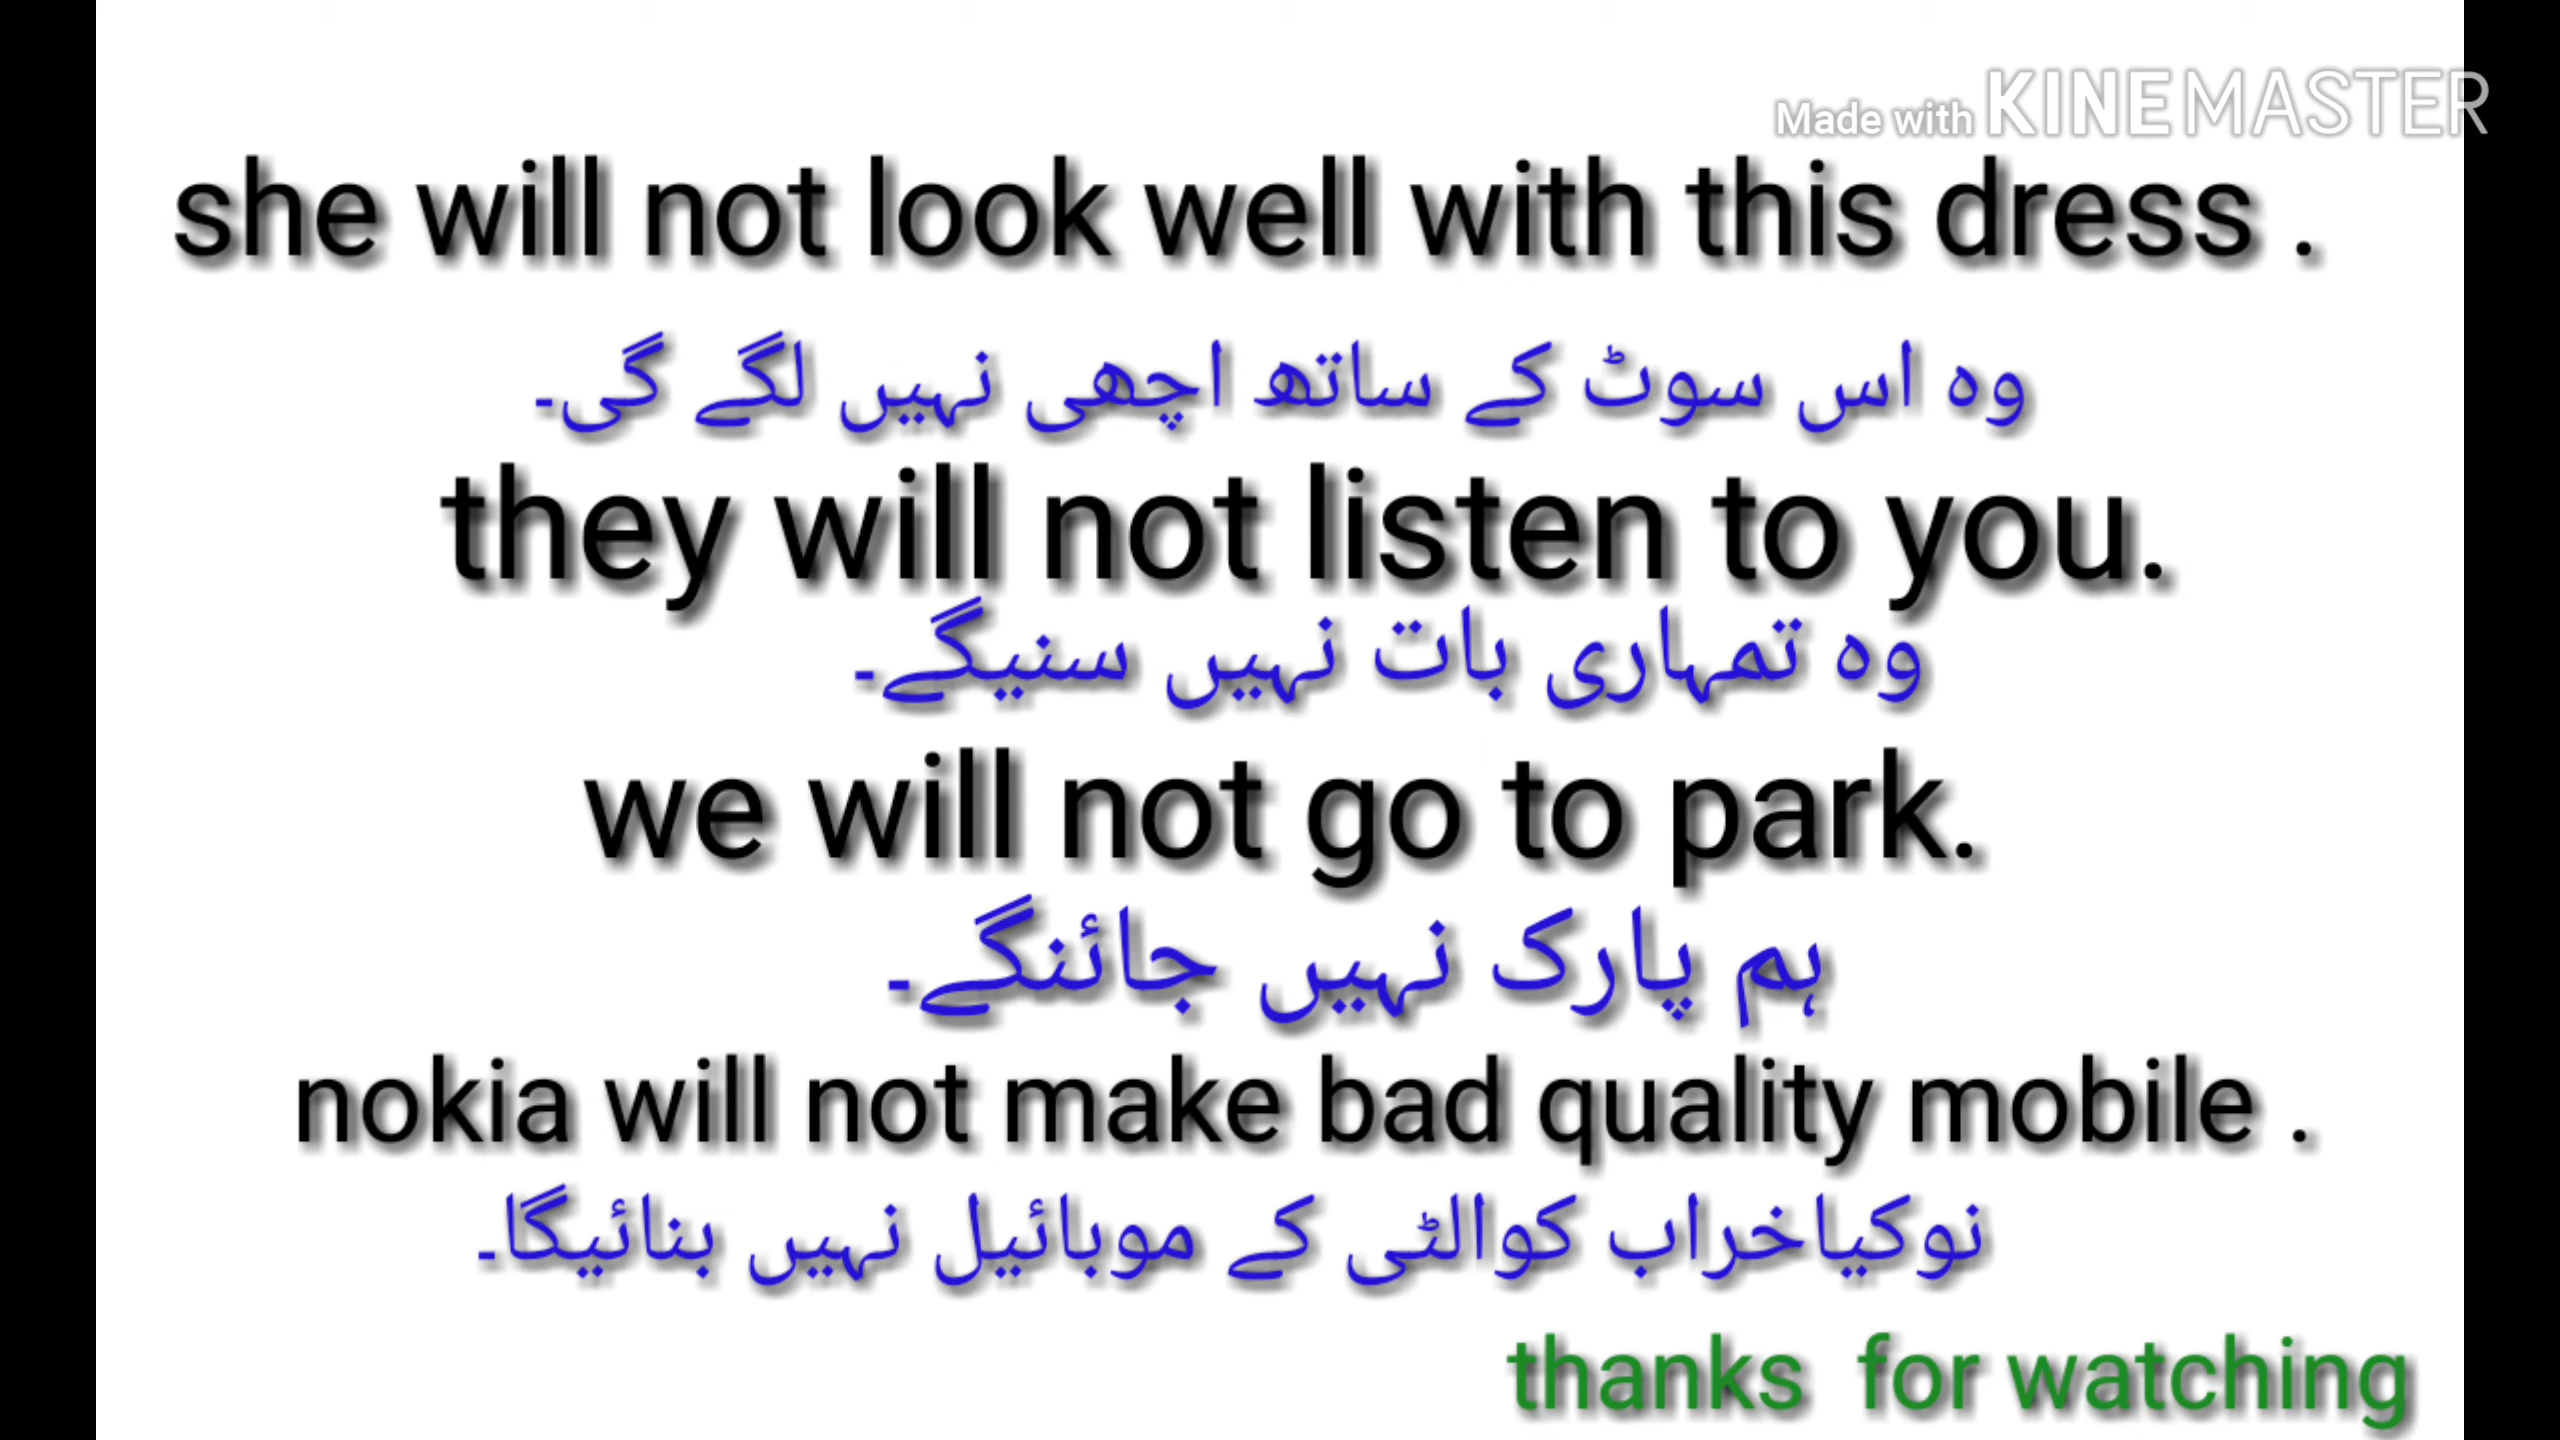 Made with KINEMASTER
she will not look well with this dress .
وہ اس سوٹ کے ساتھ اچھی نہیں لگے گی۔
they will not listen to you.
وہ تمہاری بات نہیں سنیگے۔
we will not go to park.
ہم پارک نہیں جائنگے۔
nokia will not make bad quality mobile .
نوکیاخراب کوالٹی کے موبائیل نہیں بنائیگا۔
thanks for watching